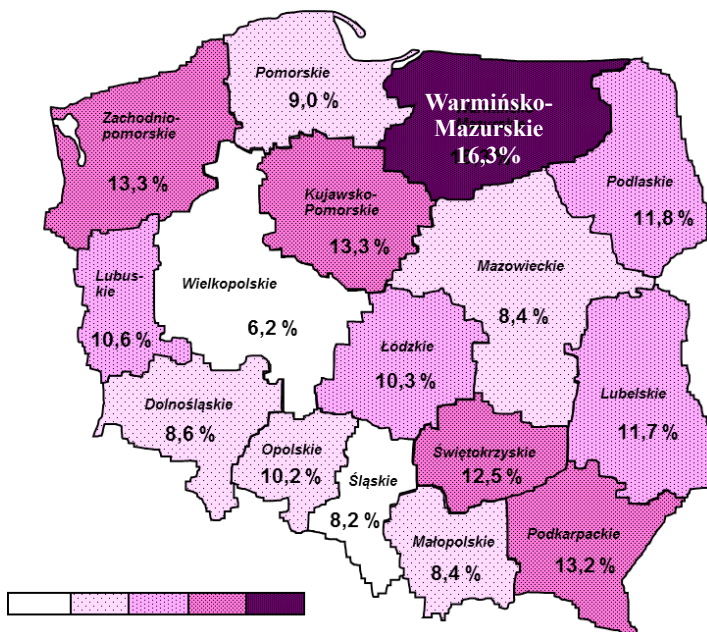 Pomorskie
9,0 %
Warmińsko-
Mazurskie
16,3%
Zachodnio-
pomorskie
13,3 %
Podlaskie
11,8 %
Kujawsko-
Pomorskie
13,3 %
Lubus-
kie
10,6 %
Wielkopolskie
6,2 %
Mazowieckie
8,4 %
Łódzkie
10,3 %
Lubelskie
11,7 %
Dolnośląskie
8,6 %
Opolskie
10,2 %
Śląskie
8,2 %
Świętokrzyskie
12,5 %
Małopolskie
8,4 %
Podkarpackie
13,2 %